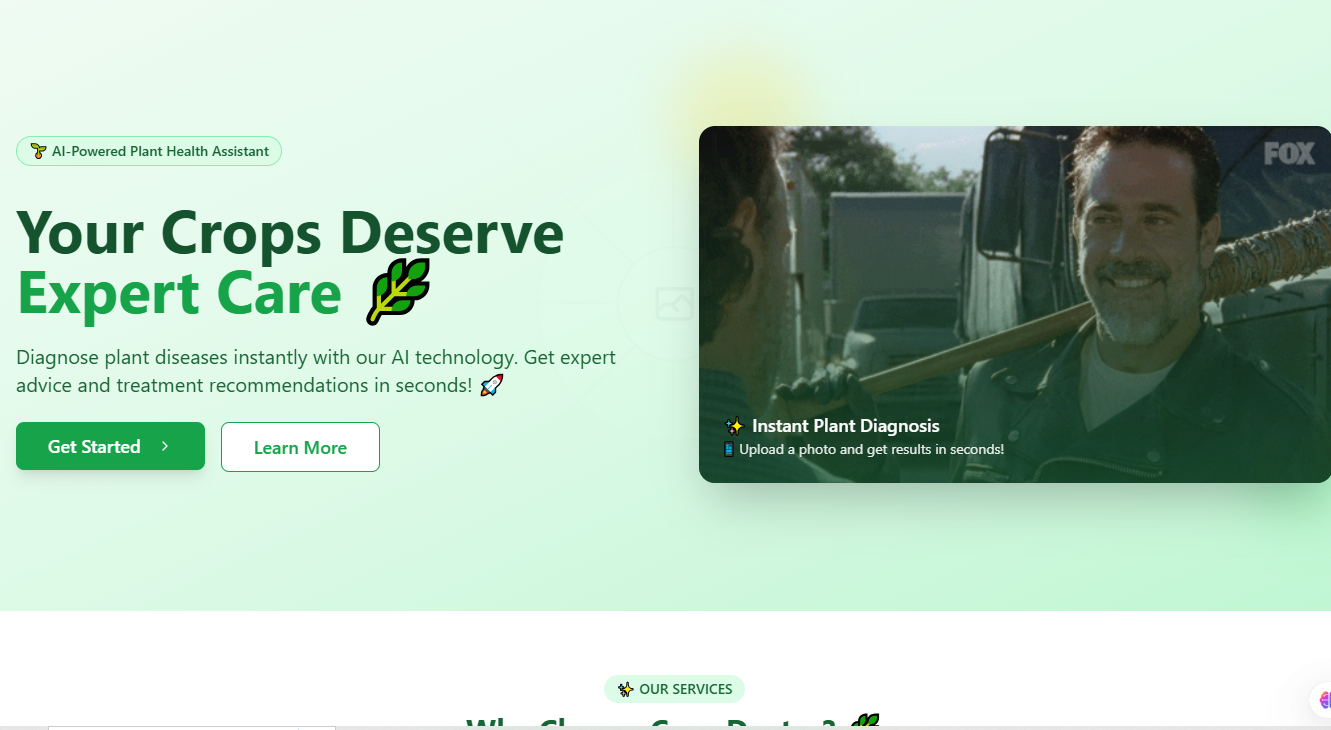 AI-Powered Plant Health Assistant
Your Crops Deserve
Expert Care
Diagnose plant diseases instantly with our AI technology. Get expert
advice and treatment recommendations in seconds!
Get Started
Learn More
FOX
Instant Plant Diagnosis
Upload a photo and get results in seconds!
OUR SERVICES